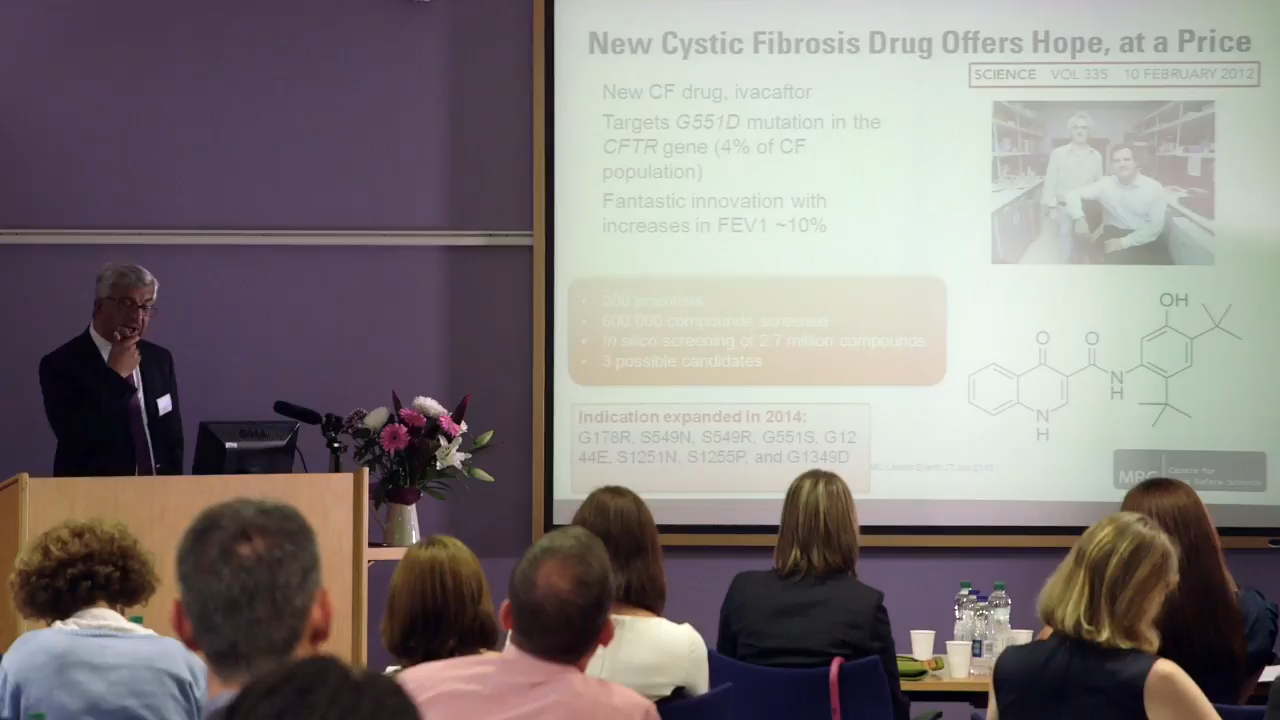 New Cystic Fibrosis Drug Offers Hope, at a Price
SCIENCE VOL 335 10 FEBRUARY 2012
New CF drug, ivacaftor
Targets G551D mutation in the
CFTR gene (4% of CF
population)
Fantastic innovation with
increases in FEV1 ~10%
600,000 compounds screened
In silico screening of 2.7 million compounds
3 possible candidates
OH
O
O
N
H
N
H
Indication expanded in 2014:
G178R, S549N, S549R, G551S, G12
44E, S1251N, S1255P, and G1349D
MRC Centre for